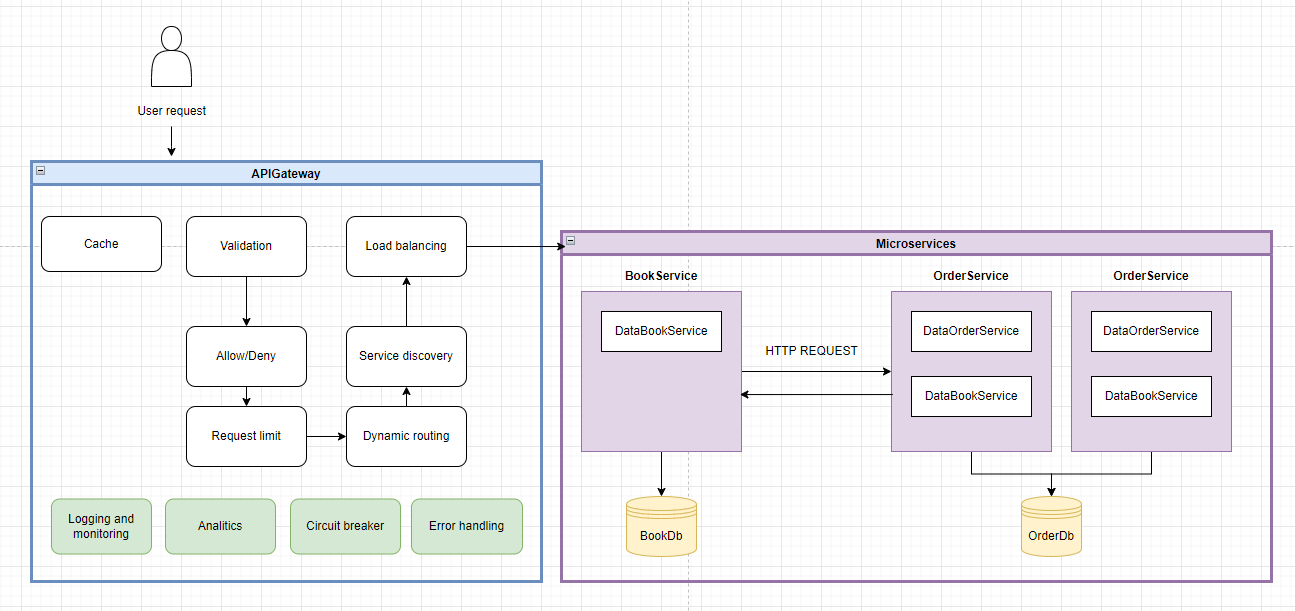 User request
APIGateway
Cache
Validation
Load balancing
Allow/Deny
Service discovery
Request limit
Dynamic routing
Logging and
monitoring
Analitics
Circuit breaker
Error handling
Microservices
BookService
OrderService
OrderService
DataBookService
DataOrderService
DataOrderService
HTTP REQUEST
DataBookService
DataBookService
BookDb
OrderDb